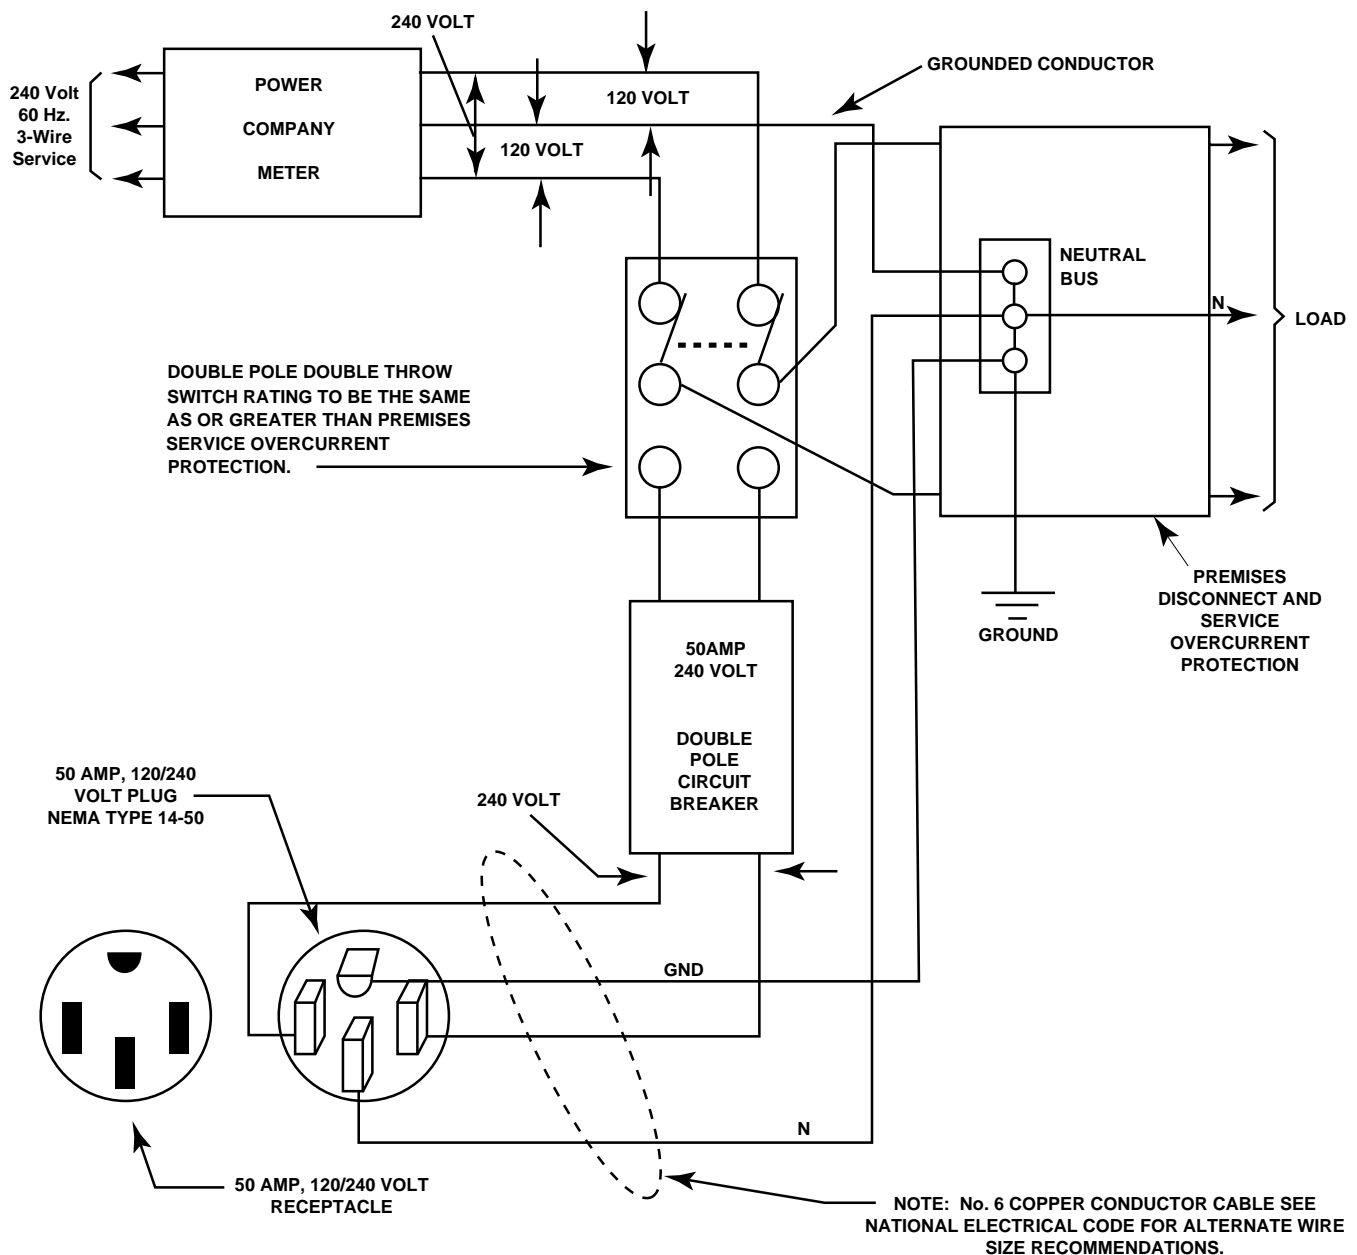 240 VOLT
GROUNDED CONDUCTOR
240 Volt
60 Hz.
3-Wire
Service
POWER
COMPANY
METER
120 VOLT
120 VOLT
NEUTRAL
BUS
N
LOAD
DOUBLE POLE DOUBLE THROW
SWITCH RATING TO BE THE SAME
AS OR GREATER THAN PREMISES
SERVICE OVERCURRENT
PROTECTION.
GROUND
PREMISES
DISCONNECT AND
SERVICE
OVERCURRENT
PROTECTION
50AMP
240 VOLT
DOUBLE
POLE
CIRCUIT
BREAKER
50 AMP, 120/240
VOLT PLUG
NEMA TYPE 14-50
240 VOLT
GND
N
50 AMP, 120/240 VOLT
RECEPTACLE
NOTE: No. 6 COPPER CONDUCTOR CABLE SEE
NATIONAL ELECTRICAL CODE FOR ALTERNATE WIRE
SIZE RECOMMENDATIONS.